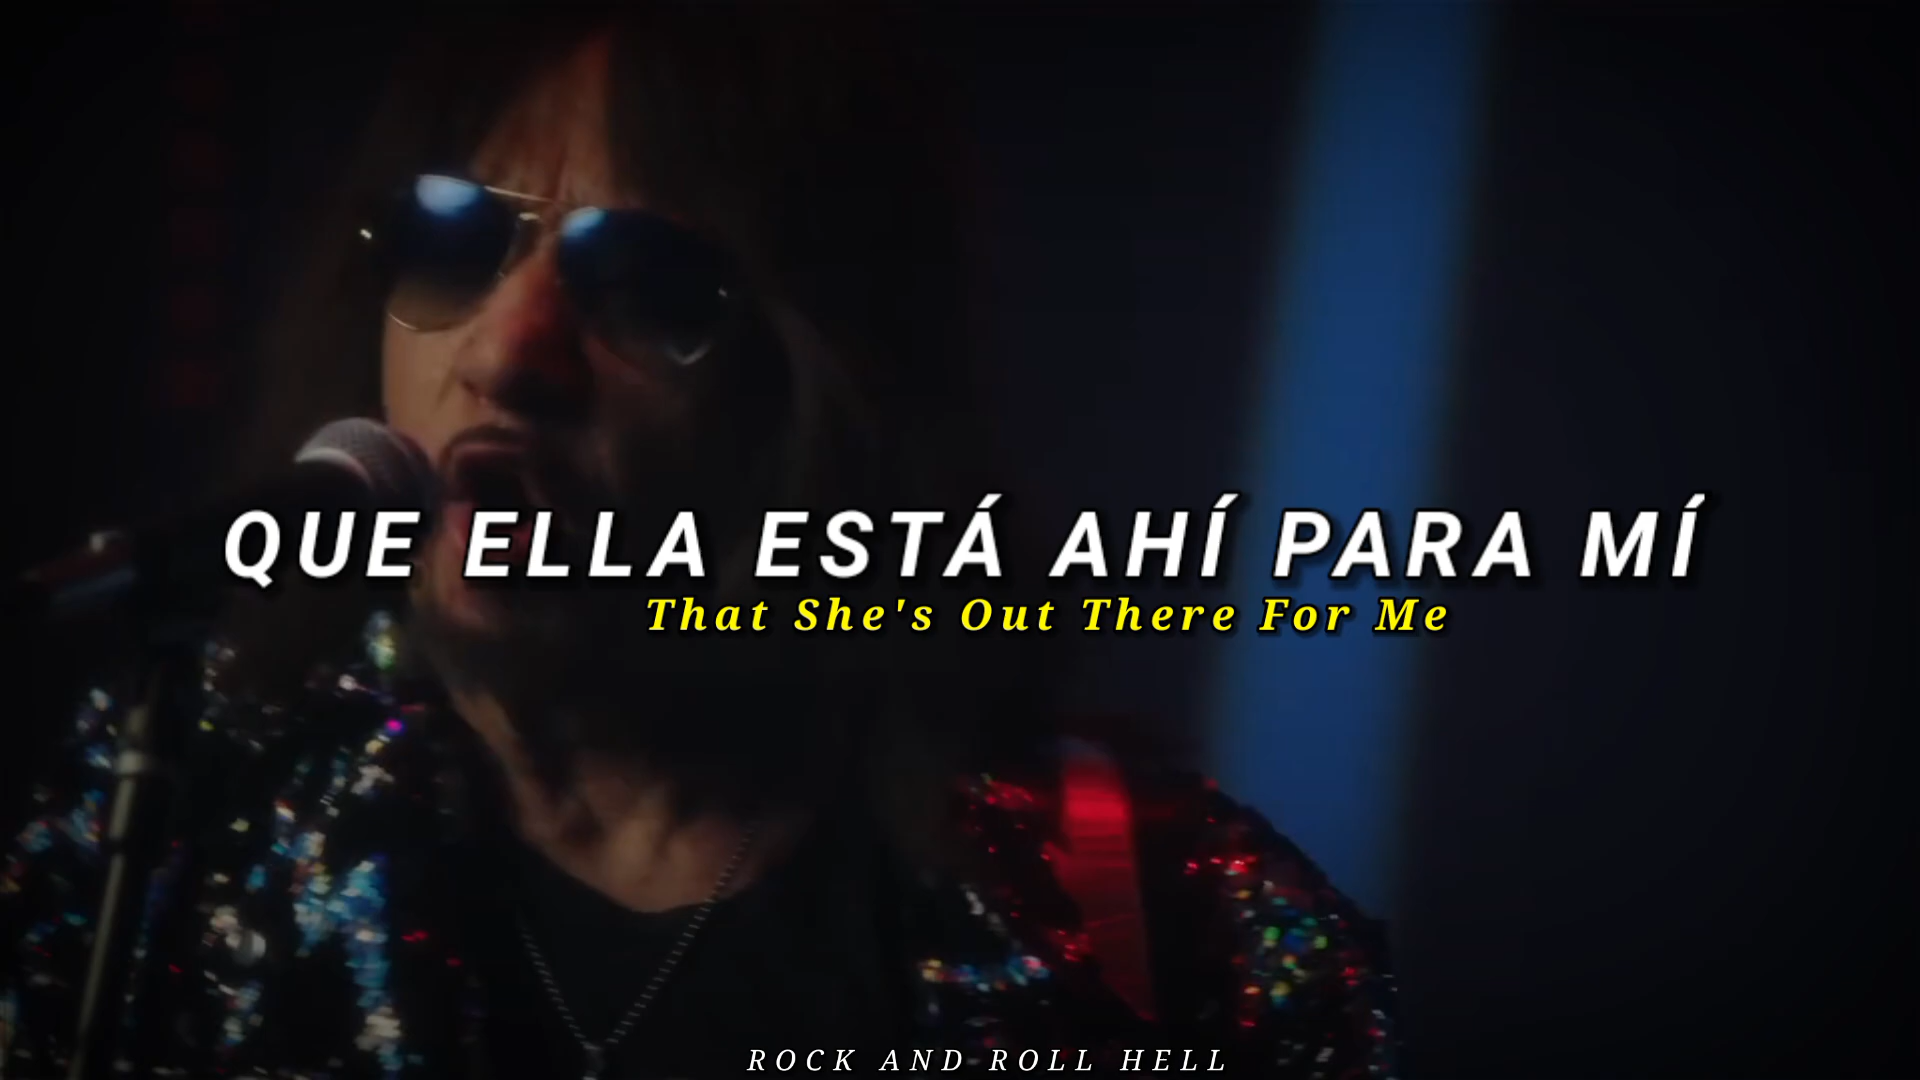 QUE ELLA ESTÁ AHÍ PARA MÍ
That She's Out There For Me
ROCK AND ROLL HELL